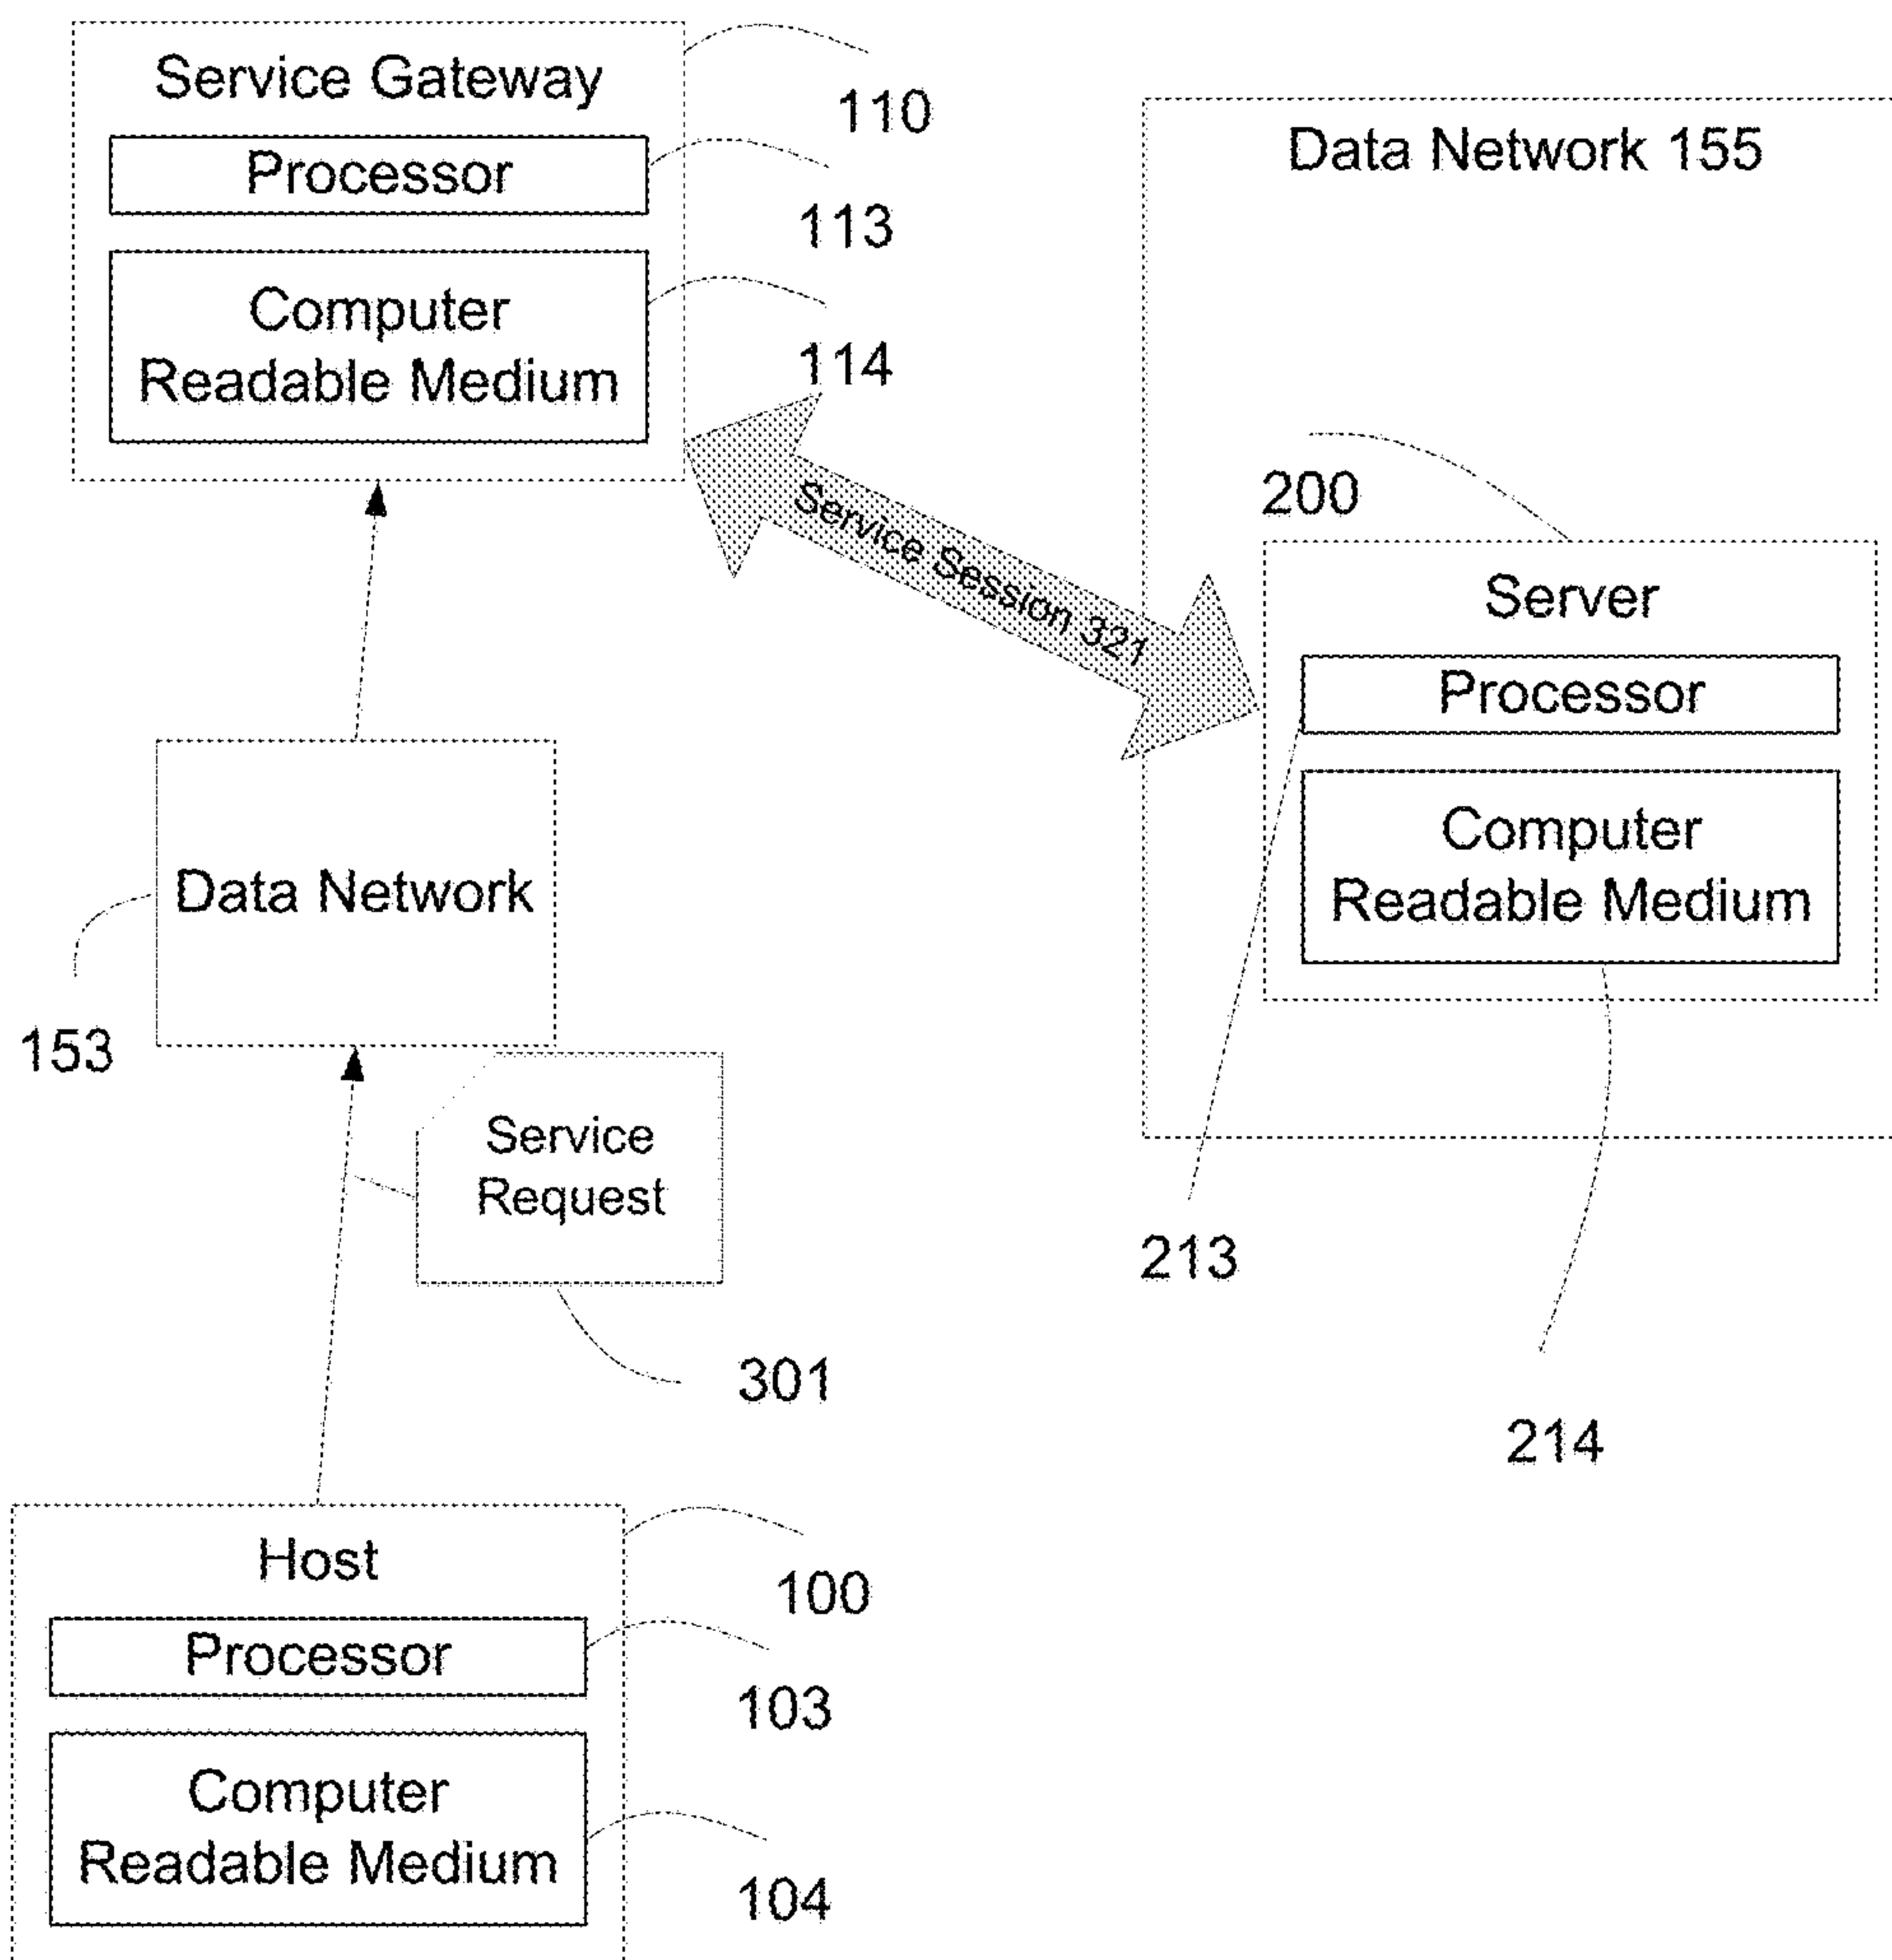 Service Gateway
110
Processor
113
Computer
Readable Medium
114
Data Network 155
Service Session 321
200
Server
Processor
Computer
Readable Medium
213
214
Data Network
153
Service
Request
301
Host
100
Processor
103
Computer
Readable Medium
104